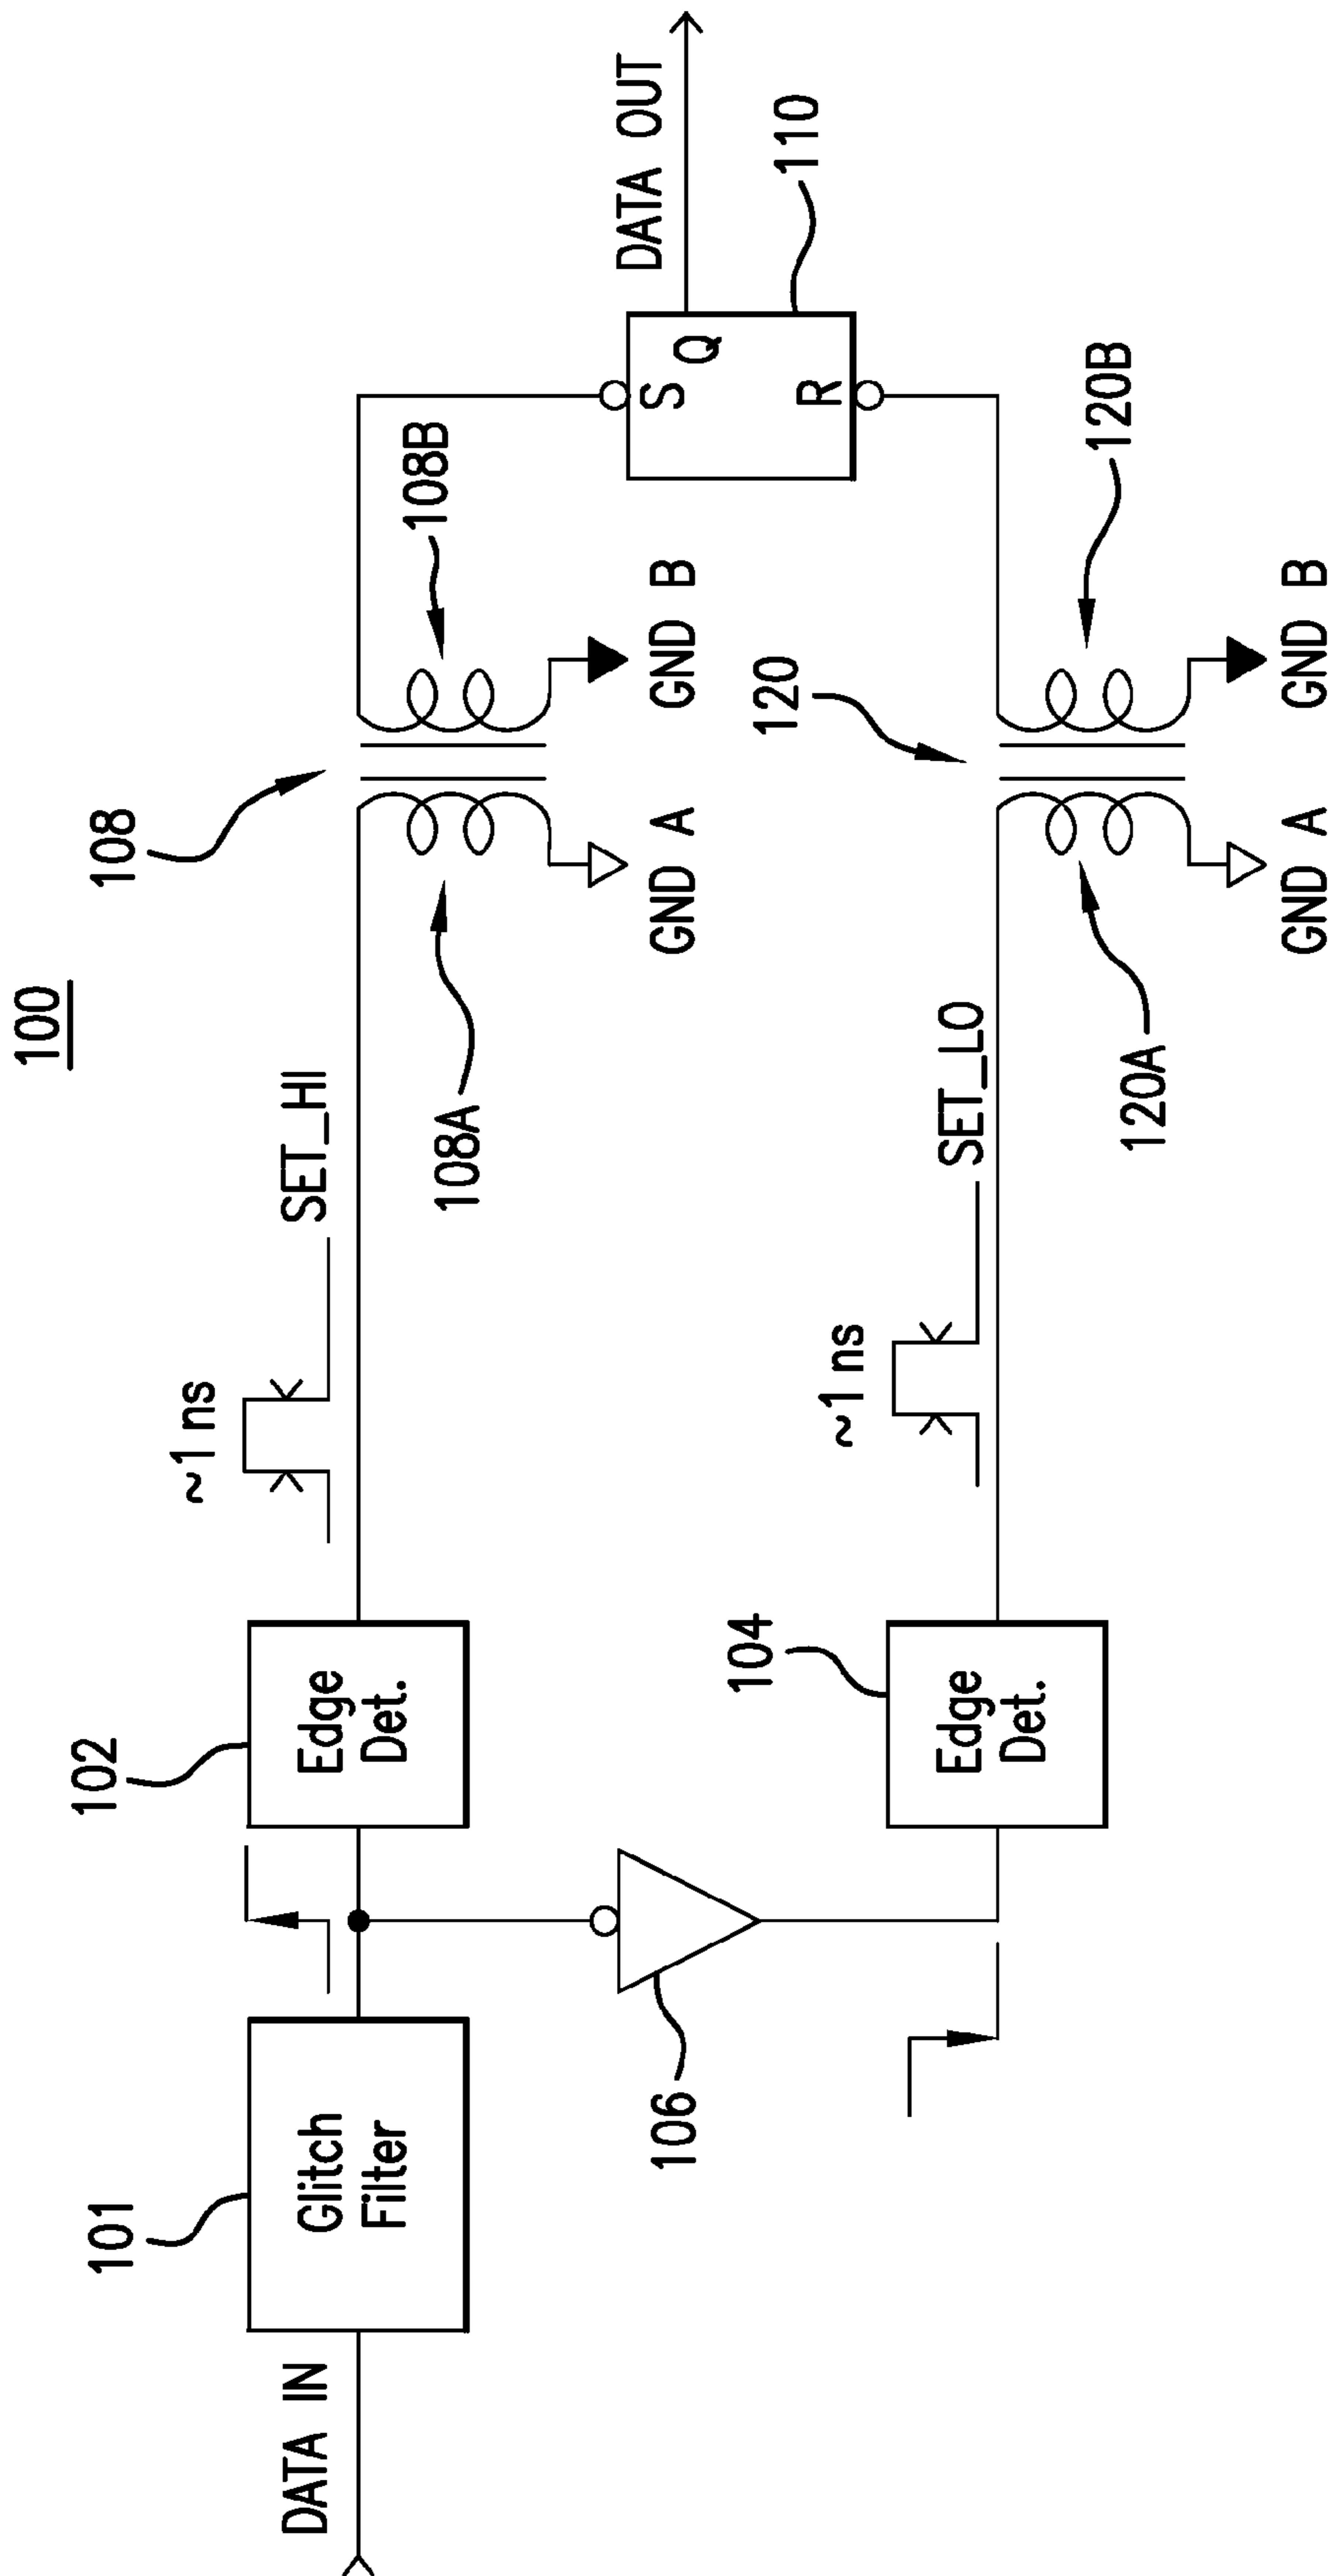 100
DATA IN
101
Glitch
Filter
102
Edge
Det.
~1 ns
SET_HI
108
108A
108B
GND A
GND B
106
104
Edge
Det.
~1 ns
SET_LO
120
120A
120B
GND A
GND B
S
Q
R
110
DATA OUT